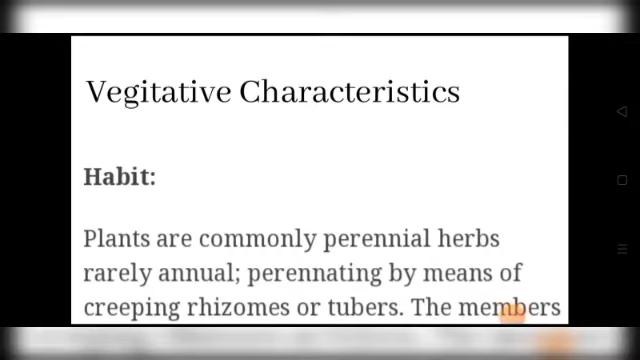 Vegitative Characteristics
Habit:
Plants are commonly perennial herbs
rarely annual; perennating by means of
creeping rhizomes or tubers. The members